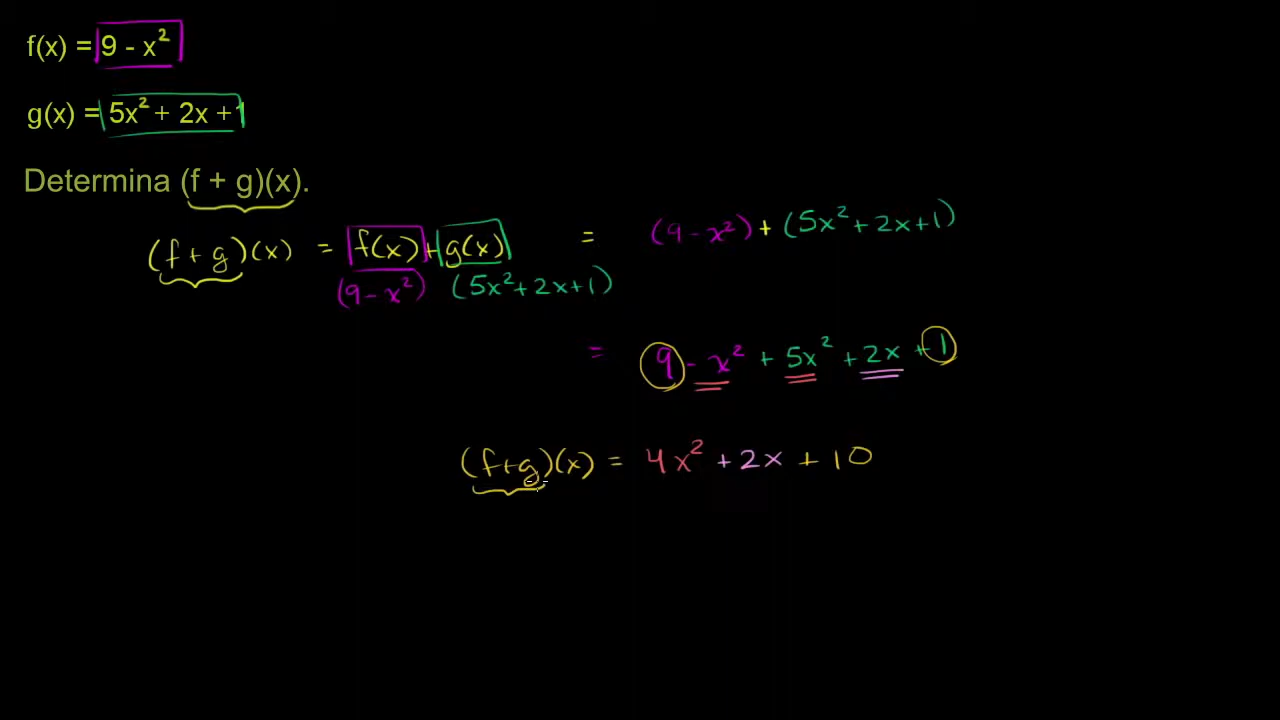 f(x) = 9 - x²
g(x) = 5x² + 2x + 1
Determina (f + g)(x).
(f+g)(x) = f(x)+g(x) = (9-x²)+(5x²+2x+1)
(9-x²) (5x²+2x+1)
= 9 - x² + 5x² + 2x + 1
(f+g)(x) = 4x² + 2x + 10